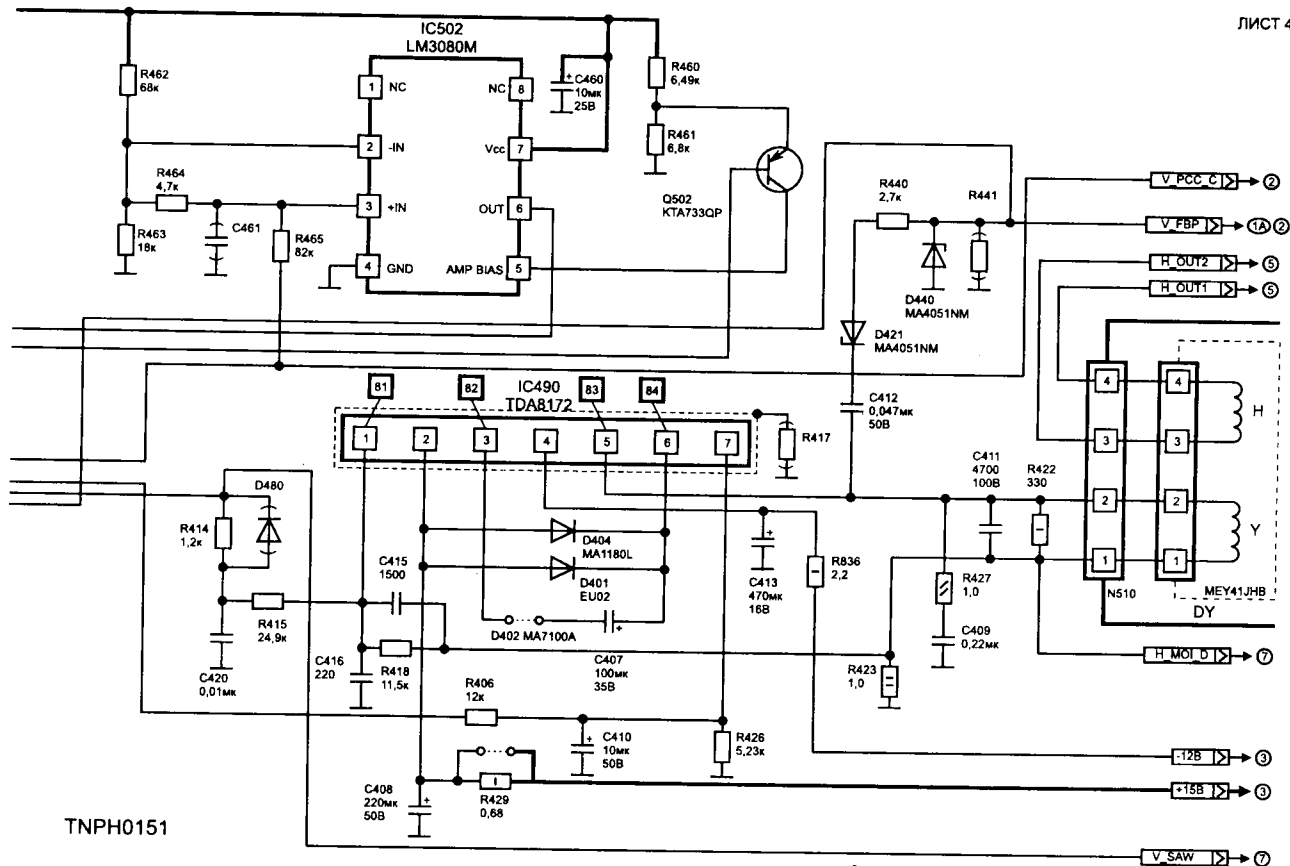 ЛИСТ 4
IC502
LM3080M
R462
68к
1
NC
NC
8
C460
10мк
25В
R460
6,49к
2
-IN
Vcc
7
R461
6,8к
R464
4,7к
3
+IN
OUT
6
Q502
KTA733QP
R440
2,7к
R441
V_PCC_C
2
V_FBP
1A
2
R463
18к
C461
R465
82к
4
GND
AMP BIAS
5
H_OUT2
5
H_OUT1
5
D440
MA4051NM
D421
MA4051NM
81
82
IC490
TDA8172
83
84
C412
0,047мк
50В
4
4
H
1
2
3
4
5
6
7
R417
3
3
C411
4700
100В
R422
330
D480
2
2
Y
R414
1,2к
D404
MA1180L
C415
1500
D401
EU02
C413
470мк
16В
R836
2,2
R427
1,0
1
1
MEY41JHB
N510
DY
R415
24,9к
D402 MA7100A
C409
0,22мк
C420
0,01мк
C416
220
R418
11,5к
C407
100мк
35В
R423
1,0
H_MOI_D
7
R406
12к
C410
10мк
50В
R426
5,23к
-12В
3
C408
220мк
50В
R429
0,68
+15В
3
TNPH0151
V_SAW
7